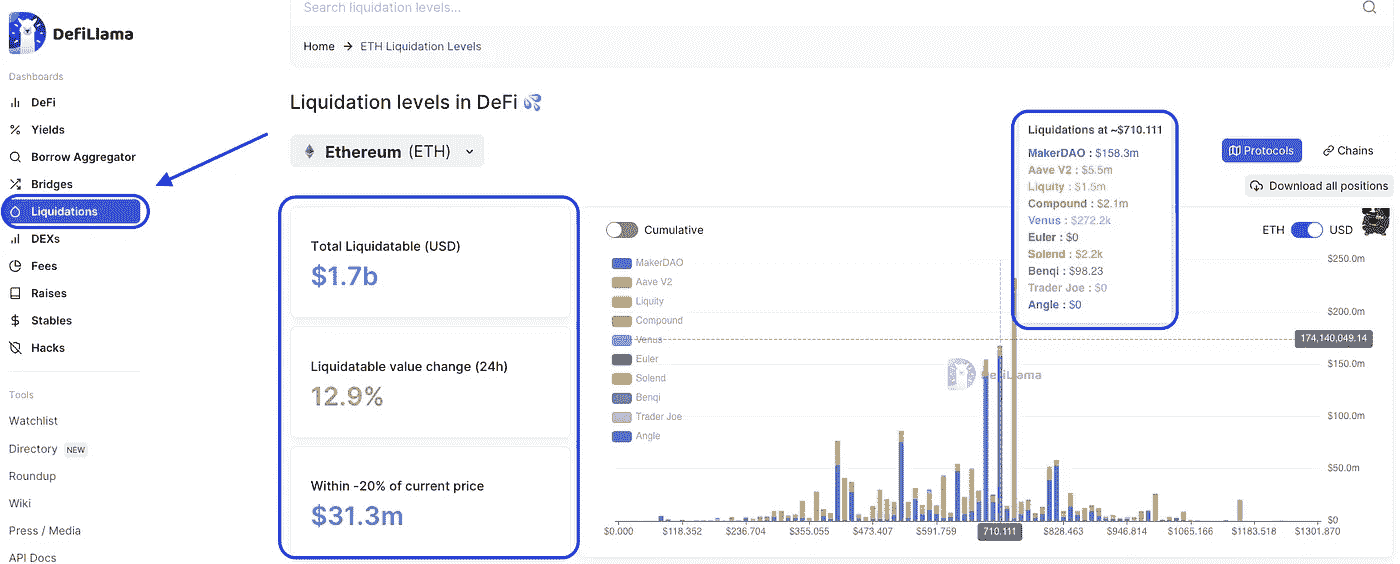 Search liquidation levels...
DefiLlama
Home → ETH Liquidation Levels
Dashboards
DeFi
Yields
Borrow Aggregator
Bridges
Liquidations
DEXs
Fees
Raises
Stables
Hacks
Tools
Watchlist
Directory NEW
Roundup
Wiki
Press / Media
API Docs
Liquidation levels in DeFi
Ethereum (ETH)
Protocols
Chains
Download all positions
Total Liquidatable (USD)
$1.7b
Liquidatable value change (24h)
12.9%
Within -20% of current price
$31.3m
Cumulative
ETH
USD
MakerDAO
Aave V2
Liquity
Compound
Venus
Euler
Solend
Benqi
Trader Joe
Angle
Liquidations at ~$710.111
MakerDAO : $158.3m
Aave V2 : $5.5m
Liquity : $1.5m
Compound : $2.1m
Venus : $272.2k
Euler : $0
Solend : $2.2k
Benqi : $98.23
Trader Joe : $0
Angle : $0
DefiLlama
$250.0m
$200.0m
174,140,049.14
$150.0m
$100.0m
$50.0m
$0
$0.000
$118.352
$236.704
$355.055
$473.407
$591.759
710.111
$828.463
$946.814
$1065.166
$1183.518
$1301.870